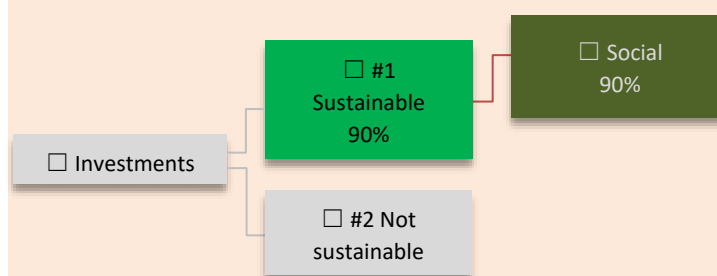 ☐ Investments
☐ #1
Sustainable
90%
☐ #2 Not
sustainable
☐ Social
90%